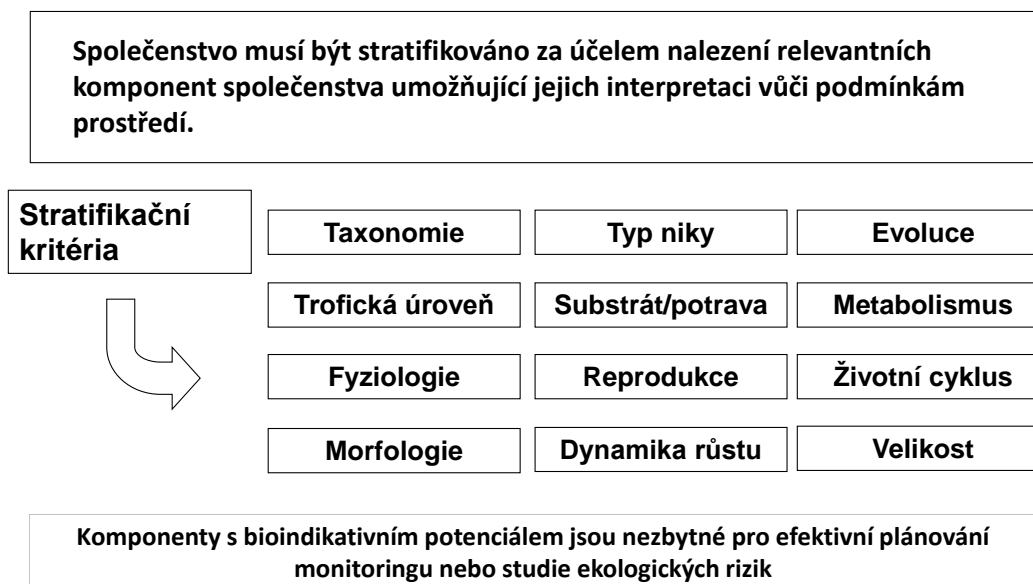 Společenstvo musí být stratifikováno za účelem nalezení relevantních
komponent společenstva umožňující jejich interpretaci vůči podmínkám
prostředí.
Stratifikační
kritéria
Taxonomie
Typ niky
Evoluce
Trofická úroveň
Substrát/potrava
Metabolismus
Fyziologie
Reprodukce
Životní cyklus
Morfologie
Dynamika růstu
Velikost
Komponenty s bioindikativním potenciálem jsou nezbytné pro efektivní plánování
monitoringu nebo studie ekologických rizik